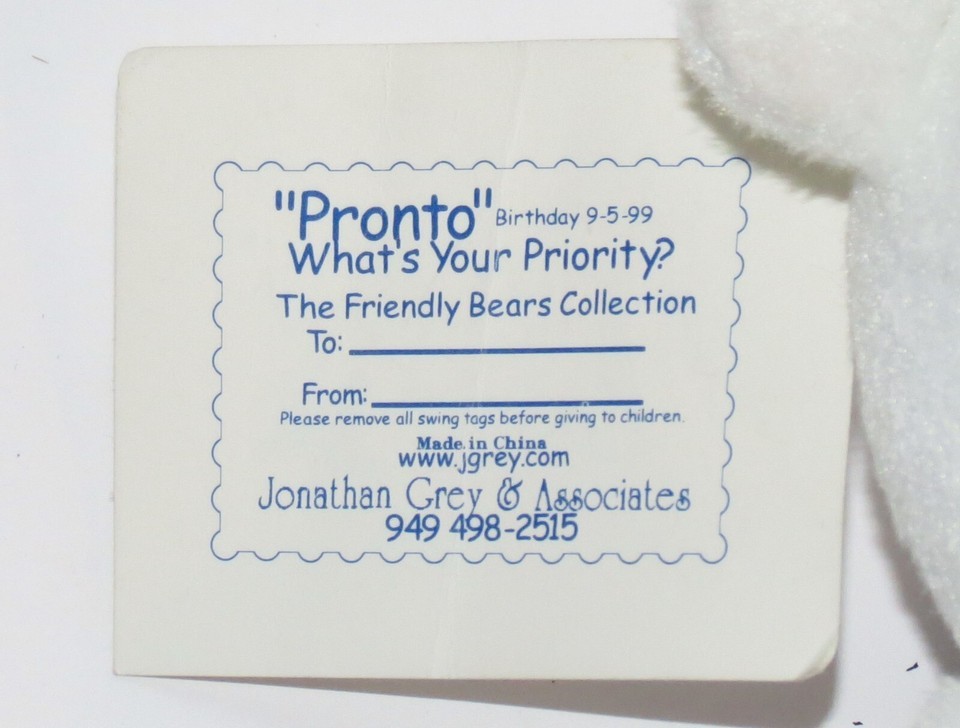 "Pronto" Birthday 9-5-99
What's Your Priority?
The Friendly Bears Collection
To:
From:
Please remove all swing tags before giving to children.
Made in China
www.jgrey.com
Jonathan Grey & Associates
949 498-2515